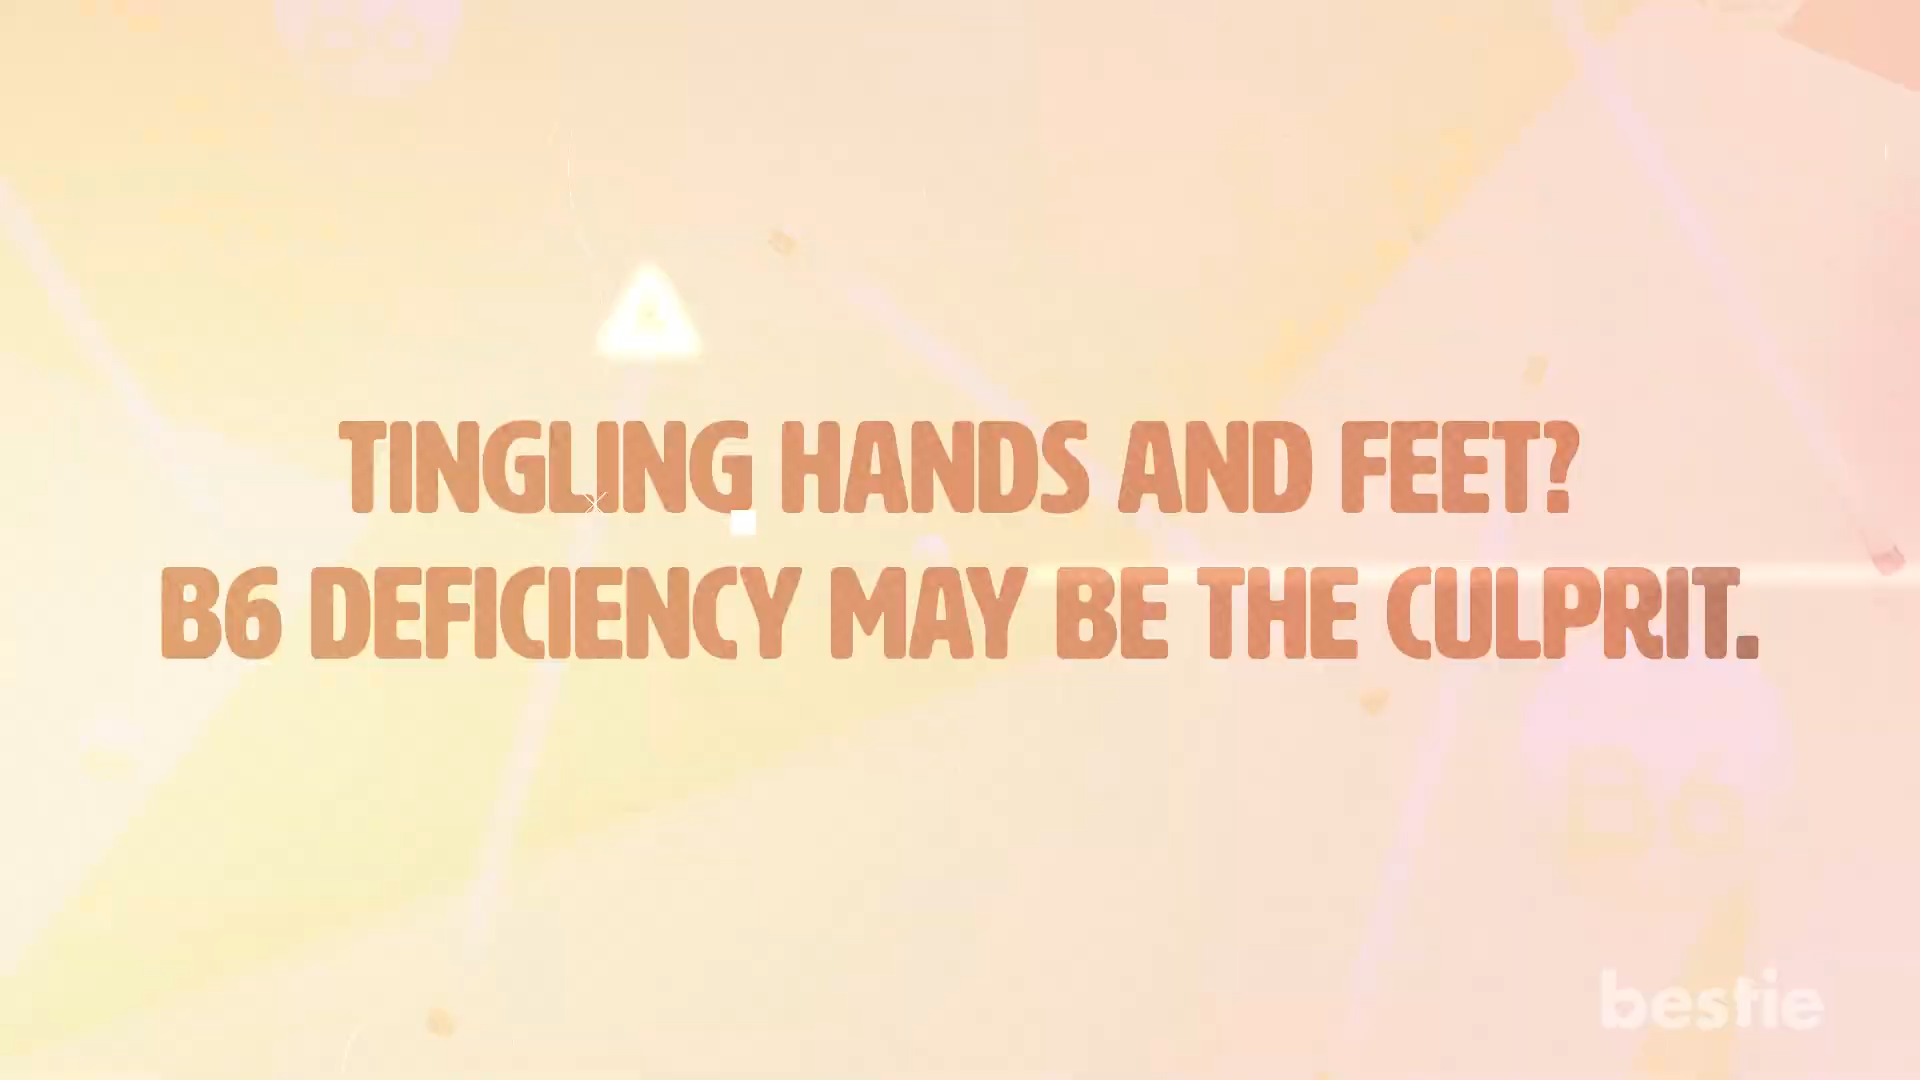 TINGLING HANDS AND FEET?
B6 DEFICIENCY MAY BE THE CULPRIT.
bestie